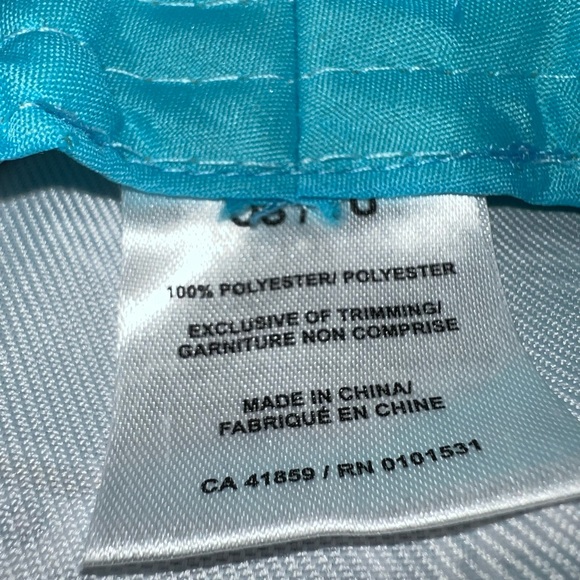 100% POLYESTER/ POLYESTER
EXCLUSIVE OF TRIMMING/
GARNITURE NON COMPRISE
MADE IN CHINA/
FABRIQUÉ EN CHINE
CA 41859 / RN 0101531